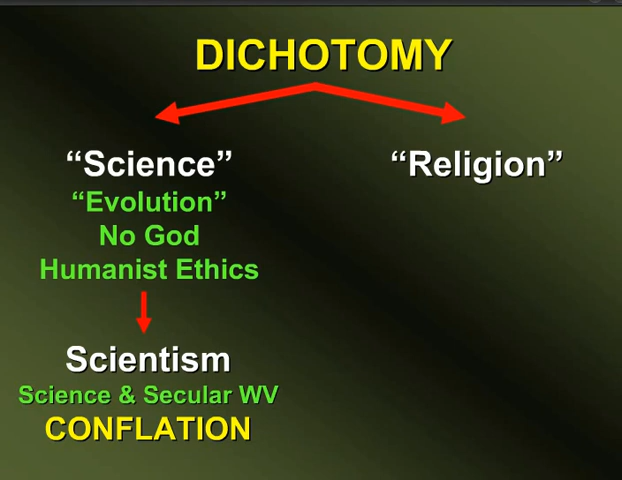 DICHOTOMY
“Science” “Religion”
“Evolution”
No God
Humanist Ethics
Scientism
Science & Secular WV
CONFLATION